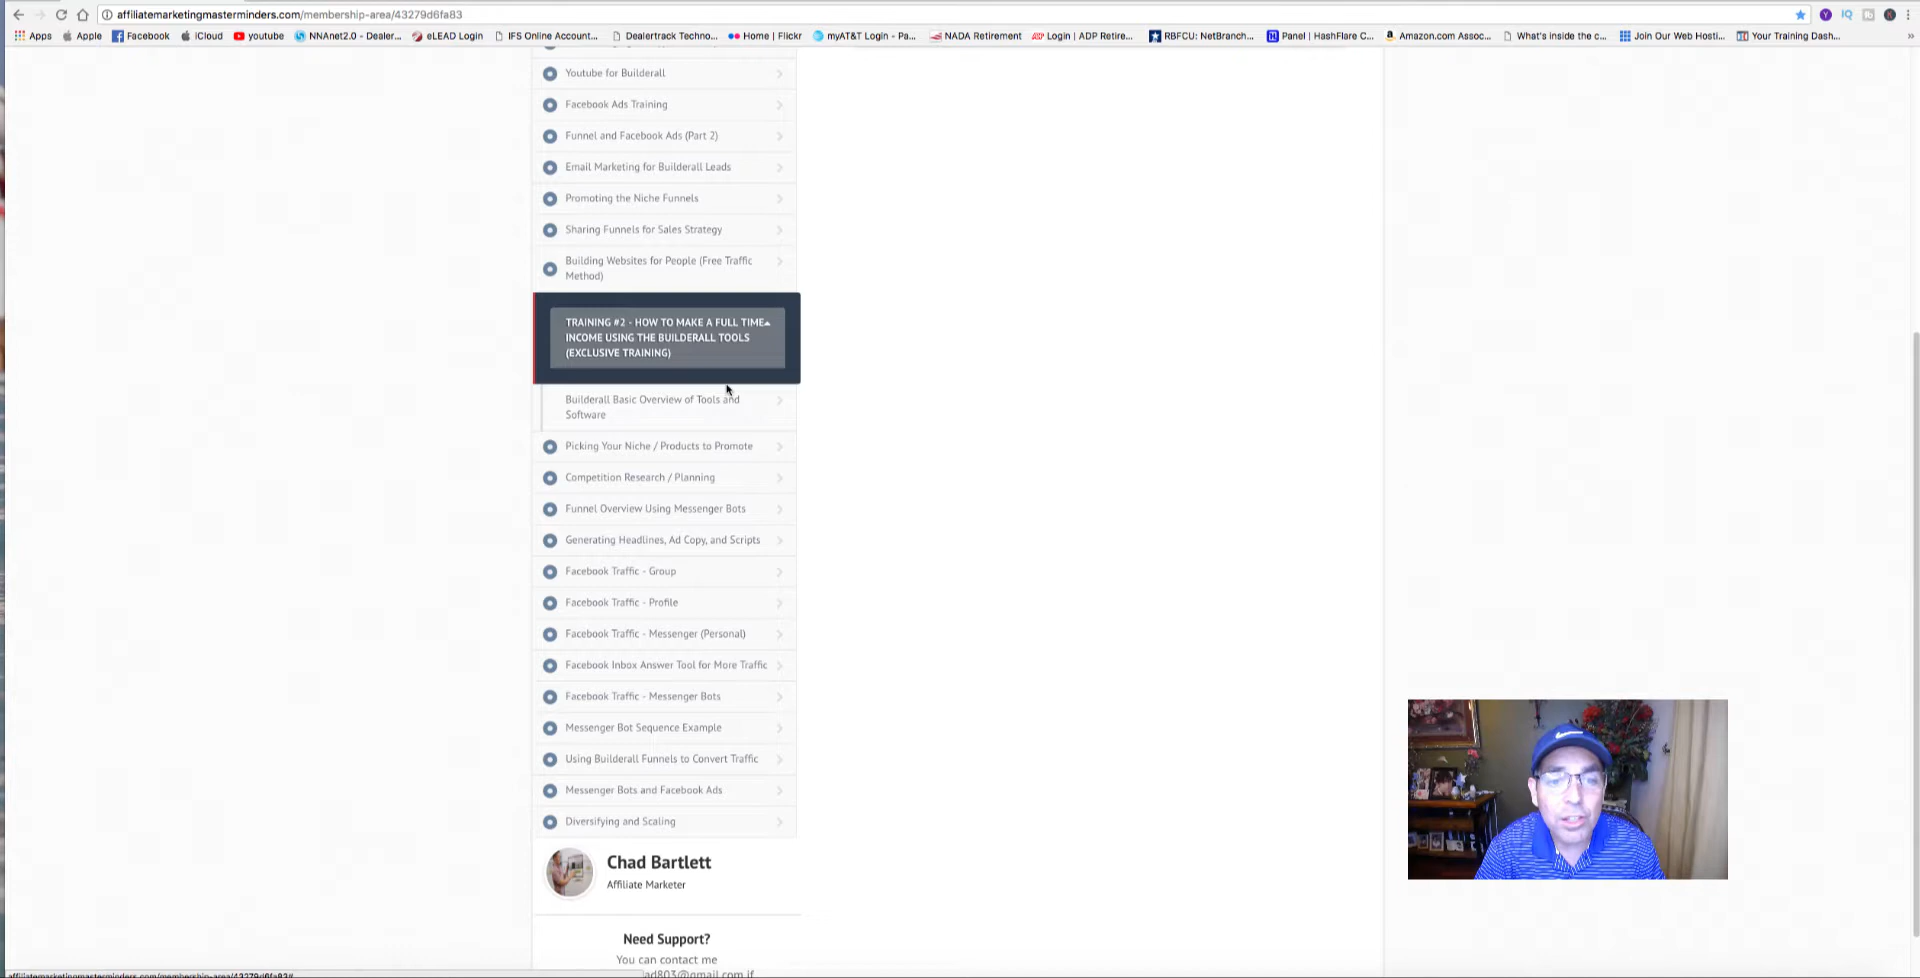 affiliatemarketingmasterminders.com/membership-area/43279d6fa83
Apps Apple Facebook iCloud youtube NNAnet2.0 - Dealer... eLEAD Login IFS Online Account... Dealertrack Techno... Home | Flickr myAT&T Login - Pa... NADA Retirement Login | ADP Retire... RBFCU: NetBranch... Panel | HashFlare C... Amazon.com Assoc... What's inside the c... Join Our Web Hosti... Your Training Dash... »
Youtube for Builderall
Facebook Ads Training
Funnel and Facebook Ads (Part 2)
Email Marketing for Builderall Leads
Promoting the Niche Funnels
Sharing Funnels for Sales Strategy
Building Websites for People (Free Traffic
Method)
TRAINING #2 - HOW TO MAKE A FULL TIME
INCOME USING THE BUILDERALL TOOLS
(EXCLUSIVE TRAINING)
Builderall Basic Overview of Tools and
Software
Picking Your Niche / Products to Promote
Competition Research / Planning
Funnel Overview Using Messenger Bots
Generating Headlines, Ad Copy, and Scripts
Facebook Traffic - Group
Facebook Traffic - Profile
Facebook Traffic - Messenger (Personal)
Facebook Inbox Answer Tool for More Traffic
Facebook Traffic - Messenger Bots
Messenger Bot Sequence Example
Using Builderall Funnels to Convert Traffic
Messenger Bots and Facebook Ads
Diversifying and Scaling
Chad Bartlett
Affiliate Marketer
Need Support?
You can contact me
ad803@gmail.com if